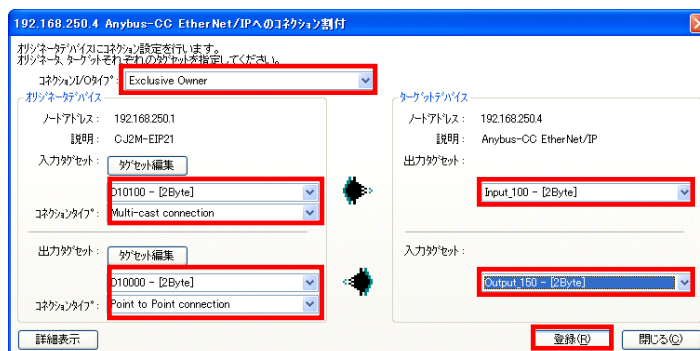 192.168.250.4 Anybus-CC EtherNet/IPへのコネクション割付
オリジネータデバイスにコネクション設定を行います。
オリジネータ、ターゲットそれぞれのタグセットを指定してください。
コネクションI/Oタイプ： Exclusive Owner
オリジネータデバイス
ノードアドレス： 192.168.250.1
説明： CJ2M-EIP21
入力タグセット： タグセット編集
D10100 - [2Byte]
コネクションタイプ： Multi-cast connection
出力タグセット： タグセット編集
D10000 - [2Byte]
コネクションタイプ： Point to Point connection
ターゲットデバイス
ノードアドレス： 192.168.250.4
説明： Anybus-CC EtherNet/IP
出力タグセット：
Input_100 - [2Byte]
入力タグセット：
Output_150 - [2Byte]
詳細表示 登録(R) 閉じる(C)